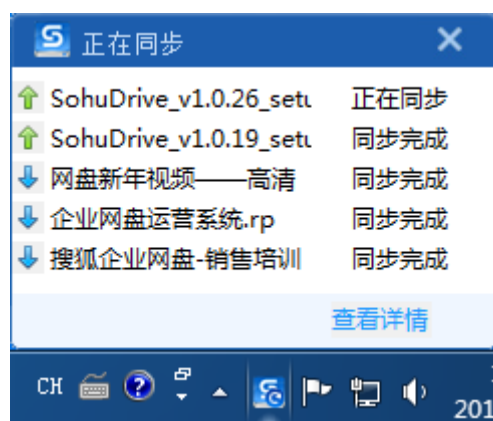 正在同步
SohuDrive_v1.0.26_setu 正在同步
SohuDrive_v1.0.19_setu 同步完成
网盘新年视频——高清 同步完成
企业网盘运营系统.rp 同步完成
搜狐企业网盘-销售培训 同步完成
查看详情
CH
201